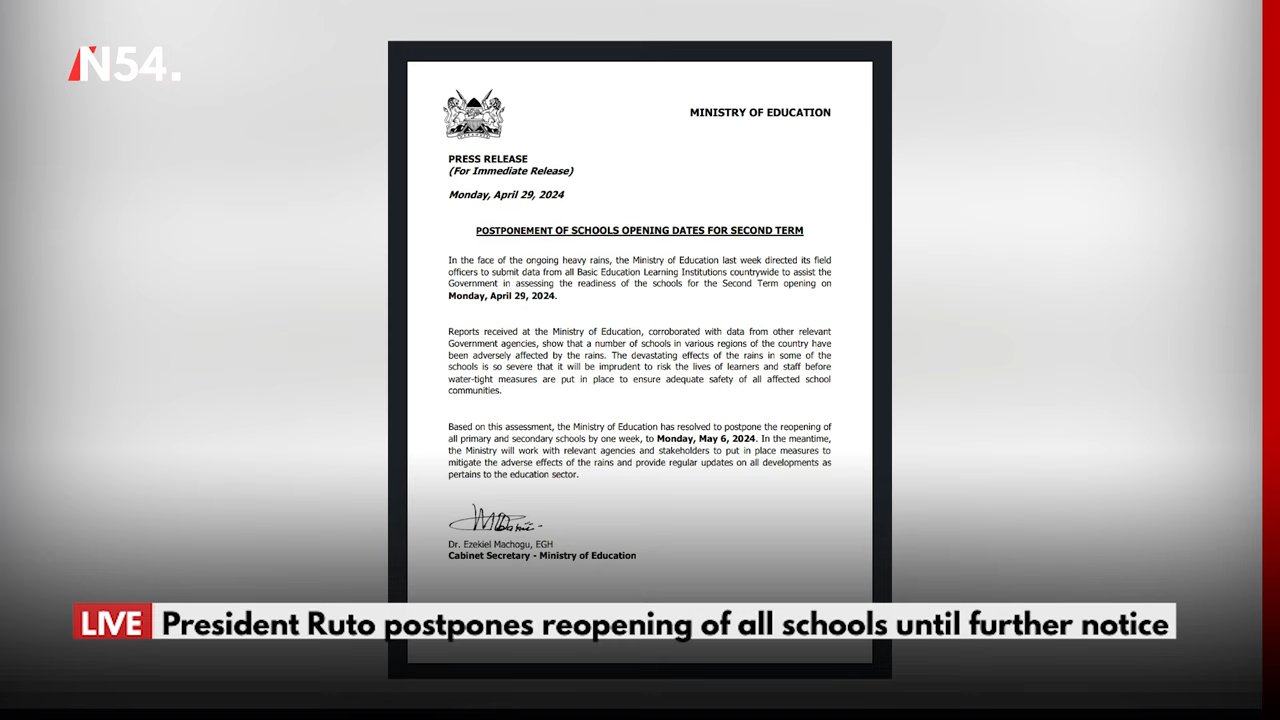 N54.
MINISTRY OF EDUCATION
PRESS RELEASE
(For Immediate Release)
Monday, April 29, 2024
POSTPONEMENT OF SCHOOLS OPENING DATES FOR SECOND TERM
In the face of the ongoing heavy rains, the Ministry of Education last week directed its field
officers to submit data from all Basic Education Learning Institutions countrywide to assist the
Government in assessing the readiness of the schools for the Second Term opening on
Monday, April 29, 2024.
Reports received at the Ministry of Education, corroborated with data from other relevant
Government agencies, show that a number of schools in various regions of the country have
been adversely affected by the rains. The devastating effects of the rains in some of the
schools is so severe that it will be imprudent to risk the lives of learners and staff before
water-tight measures are put in place to ensure adequate safety of all affected school
communities.
Based on this assessment, the Ministry of Education has resolved to postpone the reopening of
all primary and secondary schools by one week, to Monday, May 6, 2024. In the meantime,
the Ministry will work with relevant agencies and stakeholders to put in place measures to
mitigate the adverse effects of the rains and provide regular updates on all developments as
pertains to the education sector.
Dr. Ezekiel Machogu, EGH
Cabinet Secretary - Ministry of Education
LIVE President Ruto postpones reopening of all schools until further notice